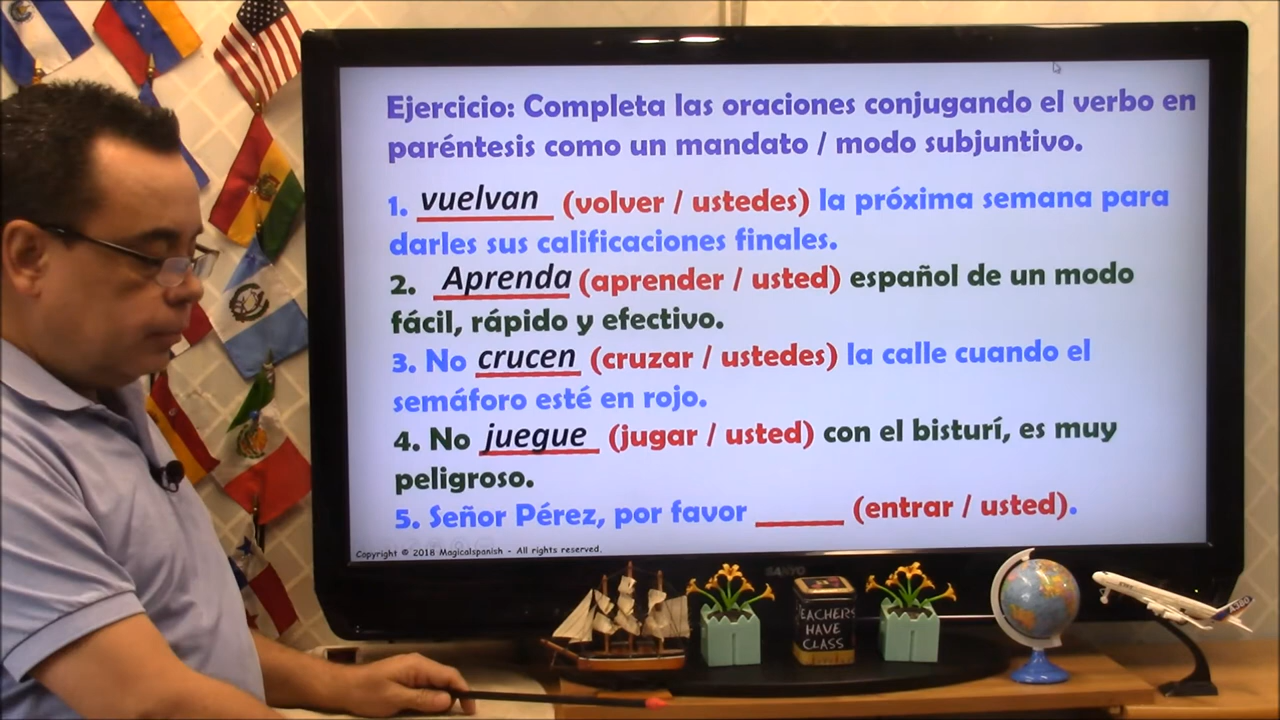 Ejercicio: Completa las oraciones conjugando el verbo en
paréntesis como un mandato / modo subjuntivo.
1. vuelvan (volver / ustedes) la próxima semana para
darles sus calificaciones finales.
2. Aprenda (aprender / usted) español de un modo
fácil, rápido y efectivo.
3. No crucen (cruzar / ustedes) la calle cuando el
semáforo esté en rojo.
4. No juegue (jugar / usted) con el bisturí, es muy
peligroso.
5. Señor Pérez, por favor ______ (entrar / usted).
Copyright © 2018 Magicalspanish - All rights reserved.
SANYO
TEACHERS
HAVE
CLASS
A380